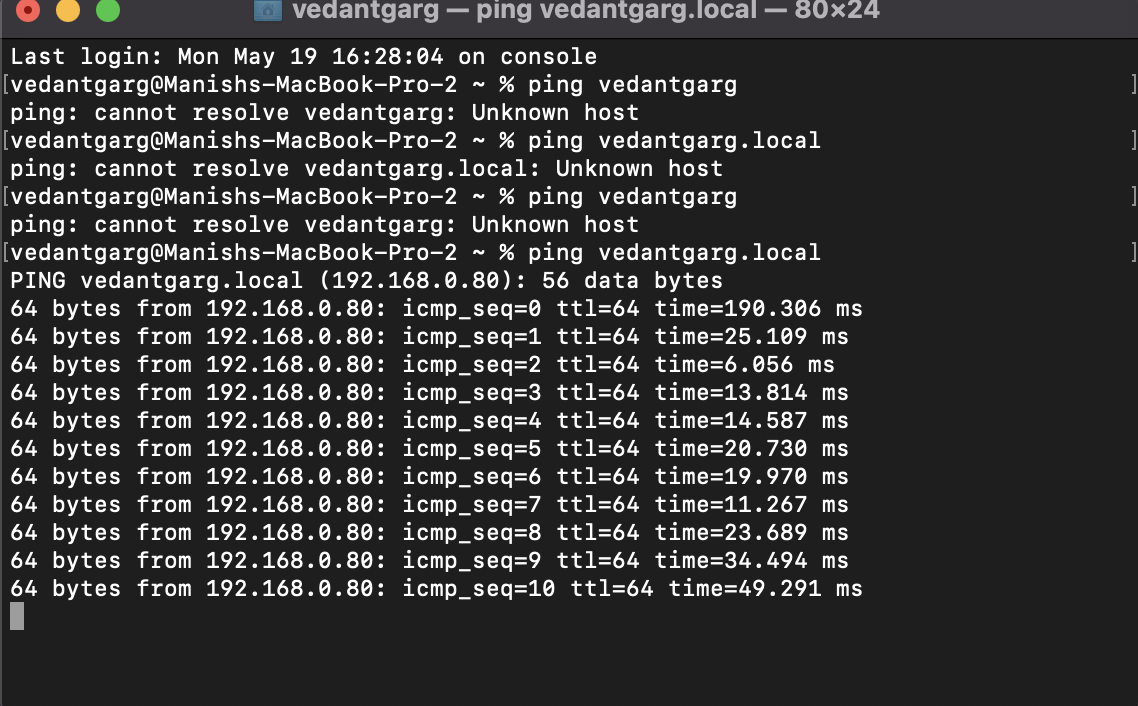 vedantgarg — ping vedantgarg.local — 80×24
Last login: Mon May 19 16:28:04 on console
[vedantgarg@Manishs-MacBook-Pro-2 ~ % ping vedantgarg ]
ping: cannot resolve vedantgarg: Unknown host
[vedantgarg@Manishs-MacBook-Pro-2 ~ % ping vedantgarg.local ]
ping: cannot resolve vedantgarg.local: Unknown host
[vedantgarg@Manishs-MacBook-Pro-2 ~ % ping vedantgarg ]
ping: cannot resolve vedantgarg: Unknown host
[vedantgarg@Manishs-MacBook-Pro-2 ~ % ping vedantgarg.local ]
PING vedantgarg.local (192.168.0.80): 56 data bytes
64 bytes from 192.168.0.80: icmp_seq=0 ttl=64 time=190.306 ms
64 bytes from 192.168.0.80: icmp_seq=1 ttl=64 time=25.109 ms
64 bytes from 192.168.0.80: icmp_seq=2 ttl=64 time=6.056 ms
64 bytes from 192.168.0.80: icmp_seq=3 ttl=64 time=13.814 ms
64 bytes from 192.168.0.80: icmp_seq=4 ttl=64 time=14.587 ms
64 bytes from 192.168.0.80: icmp_seq=5 ttl=64 time=20.730 ms
64 bytes from 192.168.0.80: icmp_seq=6 ttl=64 time=19.970 ms
64 bytes from 192.168.0.80: icmp_seq=7 ttl=64 time=11.267 ms
64 bytes from 192.168.0.80: icmp_seq=8 ttl=64 time=23.689 ms
64 bytes from 192.168.0.80: icmp_seq=9 ttl=64 time=34.494 ms
64 bytes from 192.168.0.80: icmp_seq=10 ttl=64 time=49.291 ms